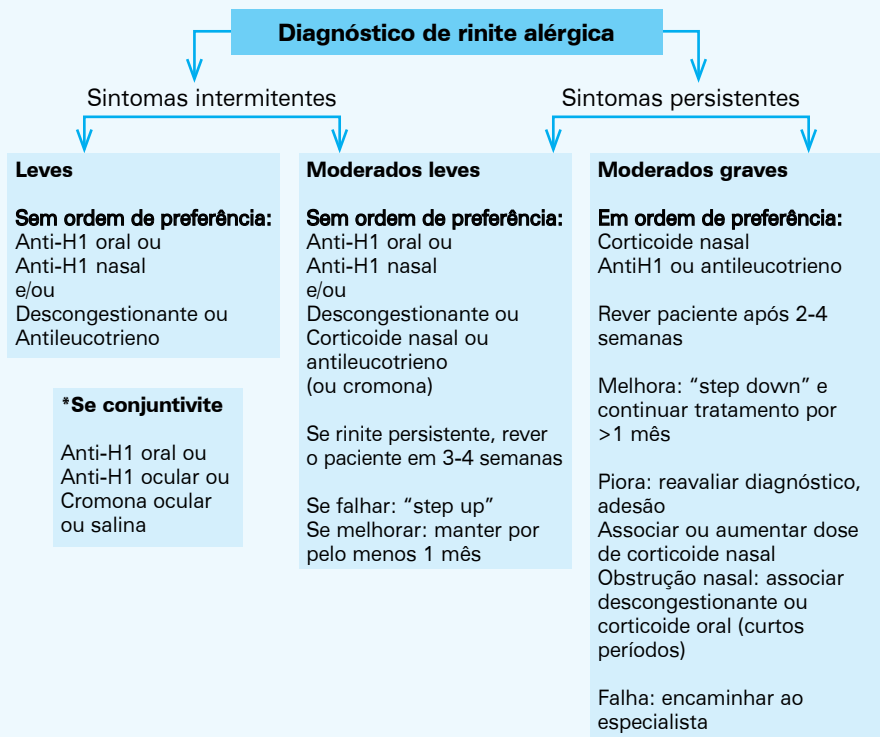 Diagnóstico de rinite alérgica
Sintomas intermitentes
Sintomas persistentes
Leves
Sem ordem de preferência:
Anti-H1 oral ou
Anti-H1 nasal
e/ou
Descongestionante ou
Antileucotrieno
*Se conjuntivite
Anti-H1 oral ou
Anti-H1 ocular ou
Cromona ocular
ou salina
Moderados leves
Sem ordem de preferência:
Anti-H1 oral ou
Anti-H1 nasal
e/ou
Descongestionante ou
Corticoide nasal ou
antileucotrieno
(ou cromona)
Se rinite persistente, rever
o paciente em 3-4 semanas
Se falhar: “step up”
Se melhorar: manter por
pelo menos 1 mês
Moderados graves
Em ordem de preferência:
Corticoide nasal
AntiH1 ou antileucotrieno
Rever paciente após 2-4
semanas
Melhora: “step down” e
continuar tratamento por
>1 mês
Piora: reavaliar diagnóstico,
adesão
Associar ou aumentar dose
de corticoide nasal
Obstrução nasal: associar
descongestionante ou
corticoide oral (curtos
períodos)
Falha: encaminhar ao
especialista